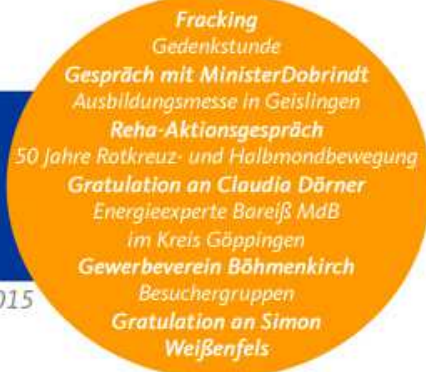 Fracking
Gedenkstunde
Gespräch mit MinisterDobrindt
Ausbildungsmesse in Geislingen
Reha-Aktionsgespräch
50 Jahre Rotkreuz- und Halbmondbewegung
Gratulation an Claudia Dörner
Energieexperte Bareiß MdB
im Kreis Göppingen
Gewerbeverein Böhmenkirch
Besuchergruppen
Gratulation an Simon
Weißenfels